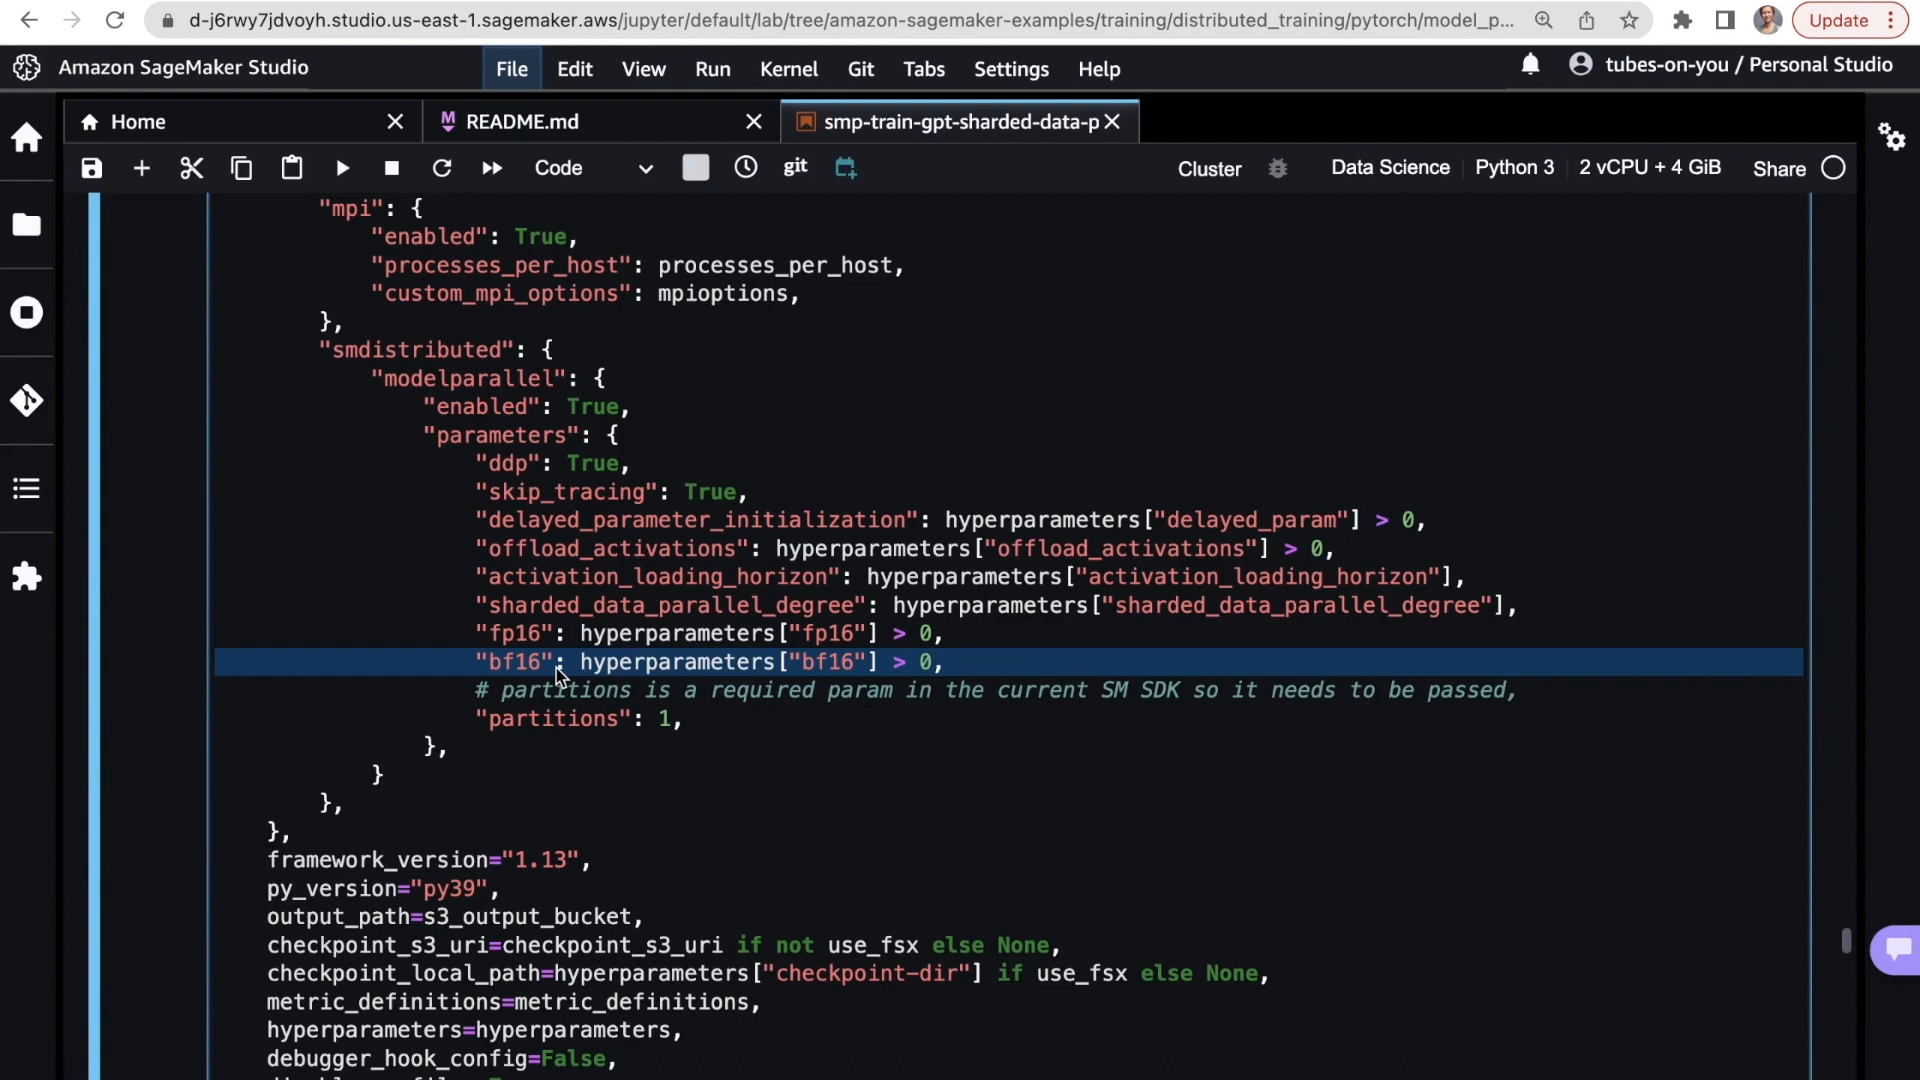 d-j6rwy7jdvoyh.studio.us-east-1.sagemaker.aws/jupyter/default/lab/tree/amazon-sagemaker-examples/training/distributed_training/pytorch/model_p...
Update
Amazon SageMaker Studio
File Edit View Run Kernel Git Tabs Settings Help
tubes-on-you / Personal Studio
Home
README.md
smp-train-gpt-sharded-data-p
Code
git
Cluster
Data Science
Python 3
2 vCPU + 4 GiB
Share
"mpi": {
"enabled": True,
"processes_per_host": processes_per_host,
"custom_mpi_options": mpioptions,
},
"smdistributed": {
"modelparallel": {
"enabled": True,
"parameters": {
"ddp": True,
"skip_tracing": True,
"delayed_parameter_initialization": hyperparameters["delayed_param"] > 0,
"offload_activations": hyperparameters["offload_activations"] > 0,
"activation_loading_horizon": hyperparameters["activation_loading_horizon"],
"sharded_data_parallel_degree": hyperparameters["sharded_data_parallel_degree"],
"fp16": hyperparameters["fp16"] > 0,
"bf16": hyperparameters["bf16"] > 0,
# partitions is a required param in the current SM SDK so it needs to be passed,
"partitions": 1,
},
}
},
},
framework_version="1.13",
py_version="py39",
output_path=s3_output_bucket,
checkpoint_s3_uri=checkpoint_s3_uri if not use_fsx else None,
checkpoint_local_path=hyperparameters["checkpoint-dir"] if use_fsx else None,
metric_definitions=metric_definitions,
hyperparameters=hyperparameters,
debugger_hook_config=False,